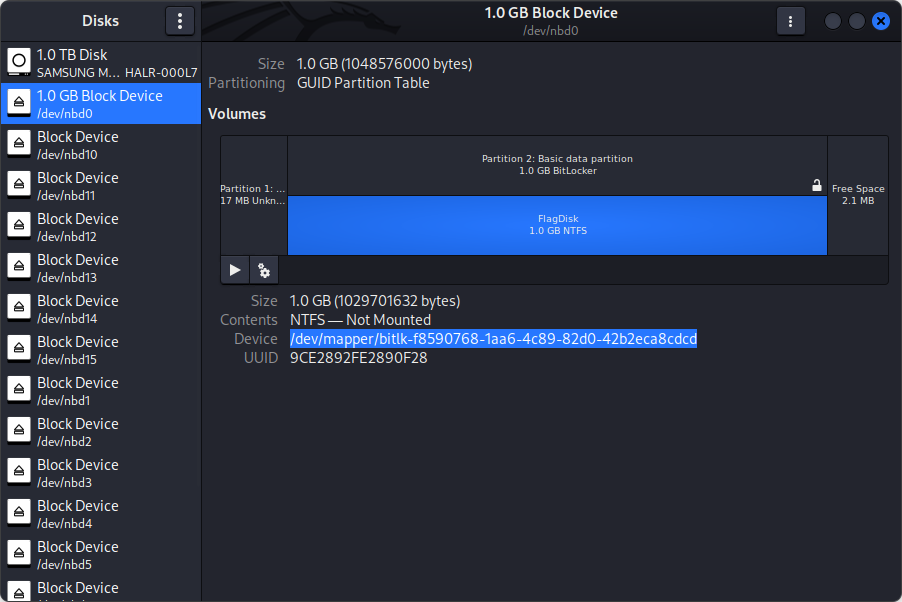 Disks
1.0 GB Block Device
/dev/nbd0
1.0 TB Disk
SAMSUNG M... HALR-000L7
1.0 GB Block Device
/dev/nbd0
Block Device
/dev/nbd10
Block Device
/dev/nbd11
Block Device
/dev/nbd12
Block Device
/dev/nbd13
Block Device
/dev/nbd14
Block Device
/dev/nbd15
Block Device
/dev/nbd1
Block Device
/dev/nbd2
Block Device
/dev/nbd3
Block Device
/dev/nbd4
Block Device
/dev/nbd5
Block Device
Size 1.0 GB (1048576000 bytes)
Partitioning GUID Partition Table
Volumes
Partition 1: ...
17 MB Unkn...
Partition 2: Basic data partition
1.0 GB BitLocker
FlagDisk
1.0 GB NTFS
Free Space
2.1 MB
Size 1.0 GB (1029701632 bytes)
Contents NTFS — Not Mounted
Device /dev/mapper/bitlk-f8590768-1aa6-4c89-82d0-42b2eca8cdcd
UUID 9CE2892FE2890F28